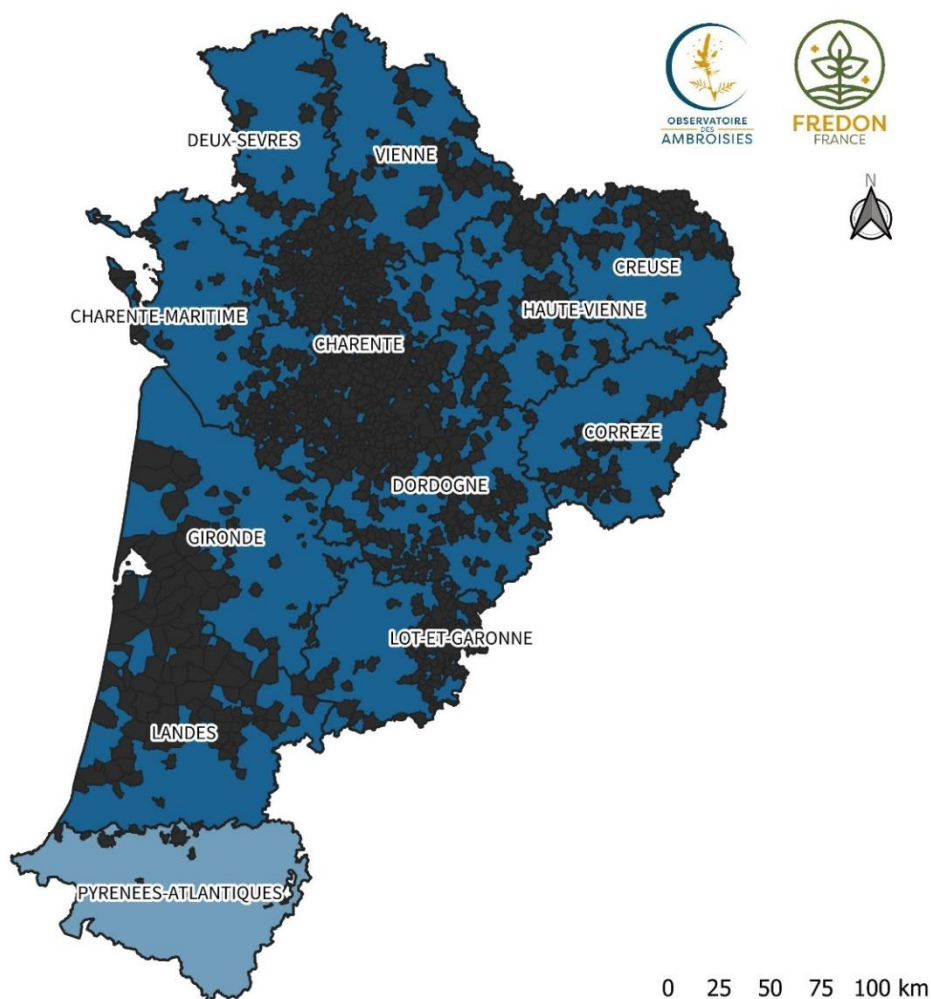 OBSERVATOIRE
DES
AMBROISIES
FREDON
FRANCE
N
DEUX-SEVRES
VIENNE
CREUSE
HAUTE-VIENNE
CHARENTE-MARITIME
CHARENTE
CORREZE
DORDOGNE
GIRONDE
LOT-ET-GARONNE
LANDES
PYRENEES-ATLANTIQUES
0 25 50 75 100 km